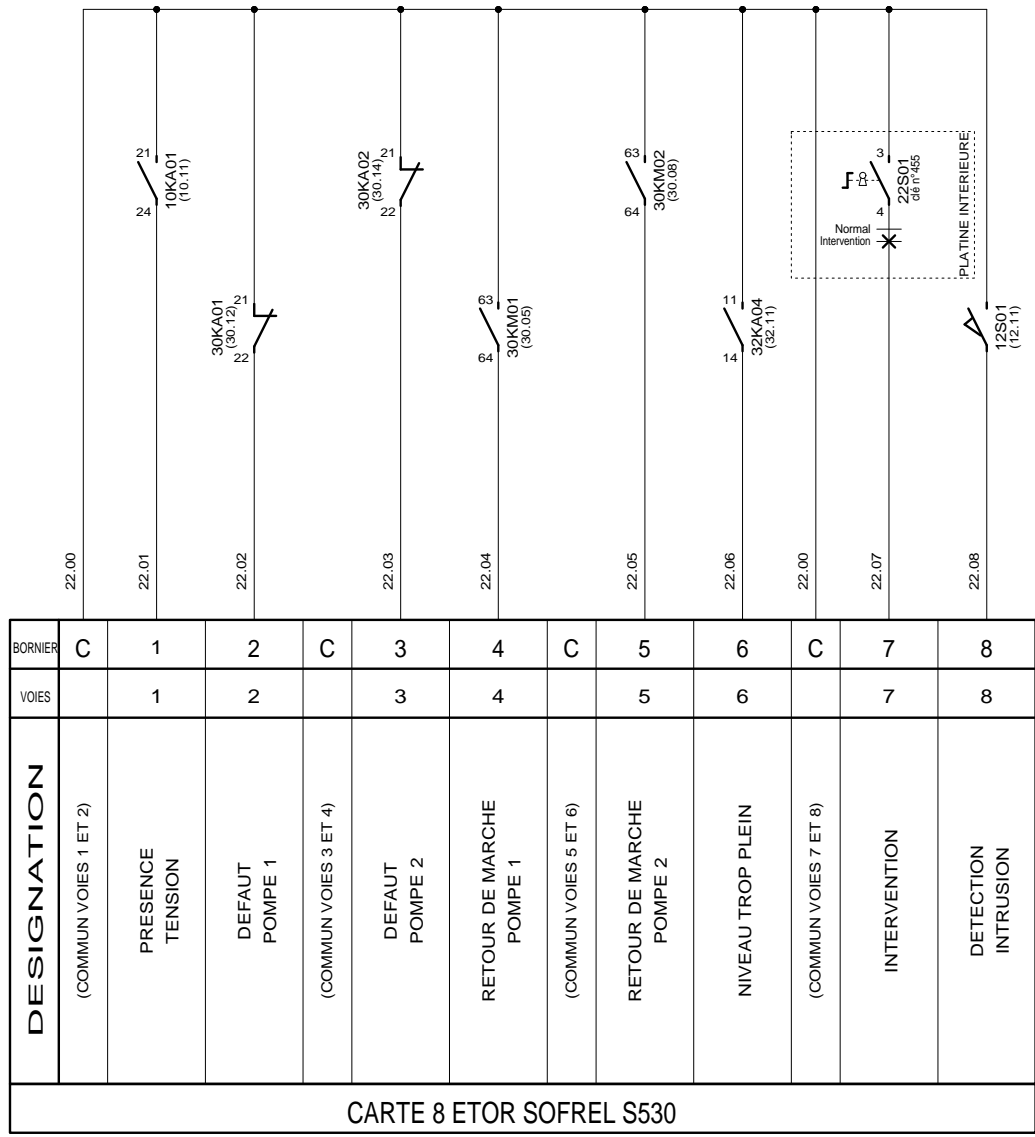 21
10KA01
(10.11)
24
21
30KA02
(30.14)
22
63
30KM02
(30.08)
64
3
22S01
clé n°455
4
Normal
Intervention
PLATINE INTERIEURE
21
30KA01
(30.12)
22
63
30KM01
(30.05)
64
11
32KA04
(32.11)
14
12S01
(12.11)
22.00
22.01
22.02
22.03
22.04
22.05
22.06
22.00
22.07
22.08
BORNIER C 1 2 C 3 4 C 5 6 C 7 8
VOIES 1 2 3 4 5 6 7 8
DESIGNATION
(COMMUN VOIES 1 ET 2)
PRESENCE
TENSION
DEFAUT
POMPE 1
(COMMUN VOIES 3 ET 4)
DEFAUT
POMPE 2
RETOUR DE MARCHE
POMPE 1
(COMMUN VOIES 5 ET 6)
RETOUR DE MARCHE
POMPE 2
NIVEAU TROP PLEIN
(COMMUN VOIES 7 ET 8)
INTERVENTION
DETECTION
INTRUSION
CARTE 8 ETOR SOFREL S530